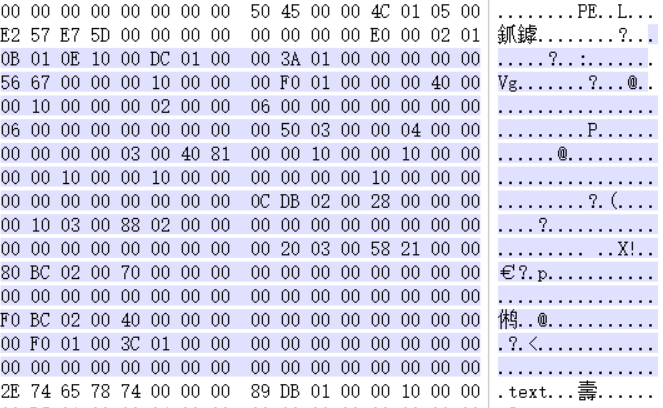 00 00 00 00 00 00 00 00 50 45 00 00 4C 01 05 00 ........PE..L...
E2 57 E7 5D 00 00 00 00 00 00 00 00 E0 00 02 01 ........?..
0B 01 0E 10 00 DC 01 00 00 3A 01 00 00 00 00 00 .....?..:.......
56 67 00 00 00 10 00 00 00 F0 01 00 00 00 40 00 Vg.......?...@..
00 10 00 00 00 02 00 00 06 00 00 00 00 00 00 00 ................
06 00 00 00 00 00 00 00 00 50 03 00 00 04 00 00 .........P......
00 00 00 00 03 00 40 81 00 00 10 00 00 10 00 00 ......@.........
00 00 10 00 00 10 00 00 00 00 00 00 10 00 00 00 ................
00 00 00 00 00 00 00 00 0C DB 02 00 28 00 00 00 .........?.(....
00 10 03 00 88 02 00 00 00 00 00 00 00 00 00 00 ....?...........
00 00 00 00 00 00 00 00 00 20 03 00 58 21 00 00 ......... ..X!..
80 BC 02 00 70 00 00 00 00 00 00 00 00 00 00 00 €?.p............
00 00 00 00 00 00 00 00 00 00 00 00 00 00 00 00 ................
F0 BC 02 00 40 00 00 00 00 00 00 00 00 00 00 00 ..@.............
00 F0 01 00 3C 01 00 00 00 00 00 00 00 00 00 00 .?.<............
00 00 00 00 00 00 00 00 00 00 00 00 00 00 00 00 ................
2E 74 65 78 74 00 00 00 89 DB 01 00 00 10 00 00 .text...壽......